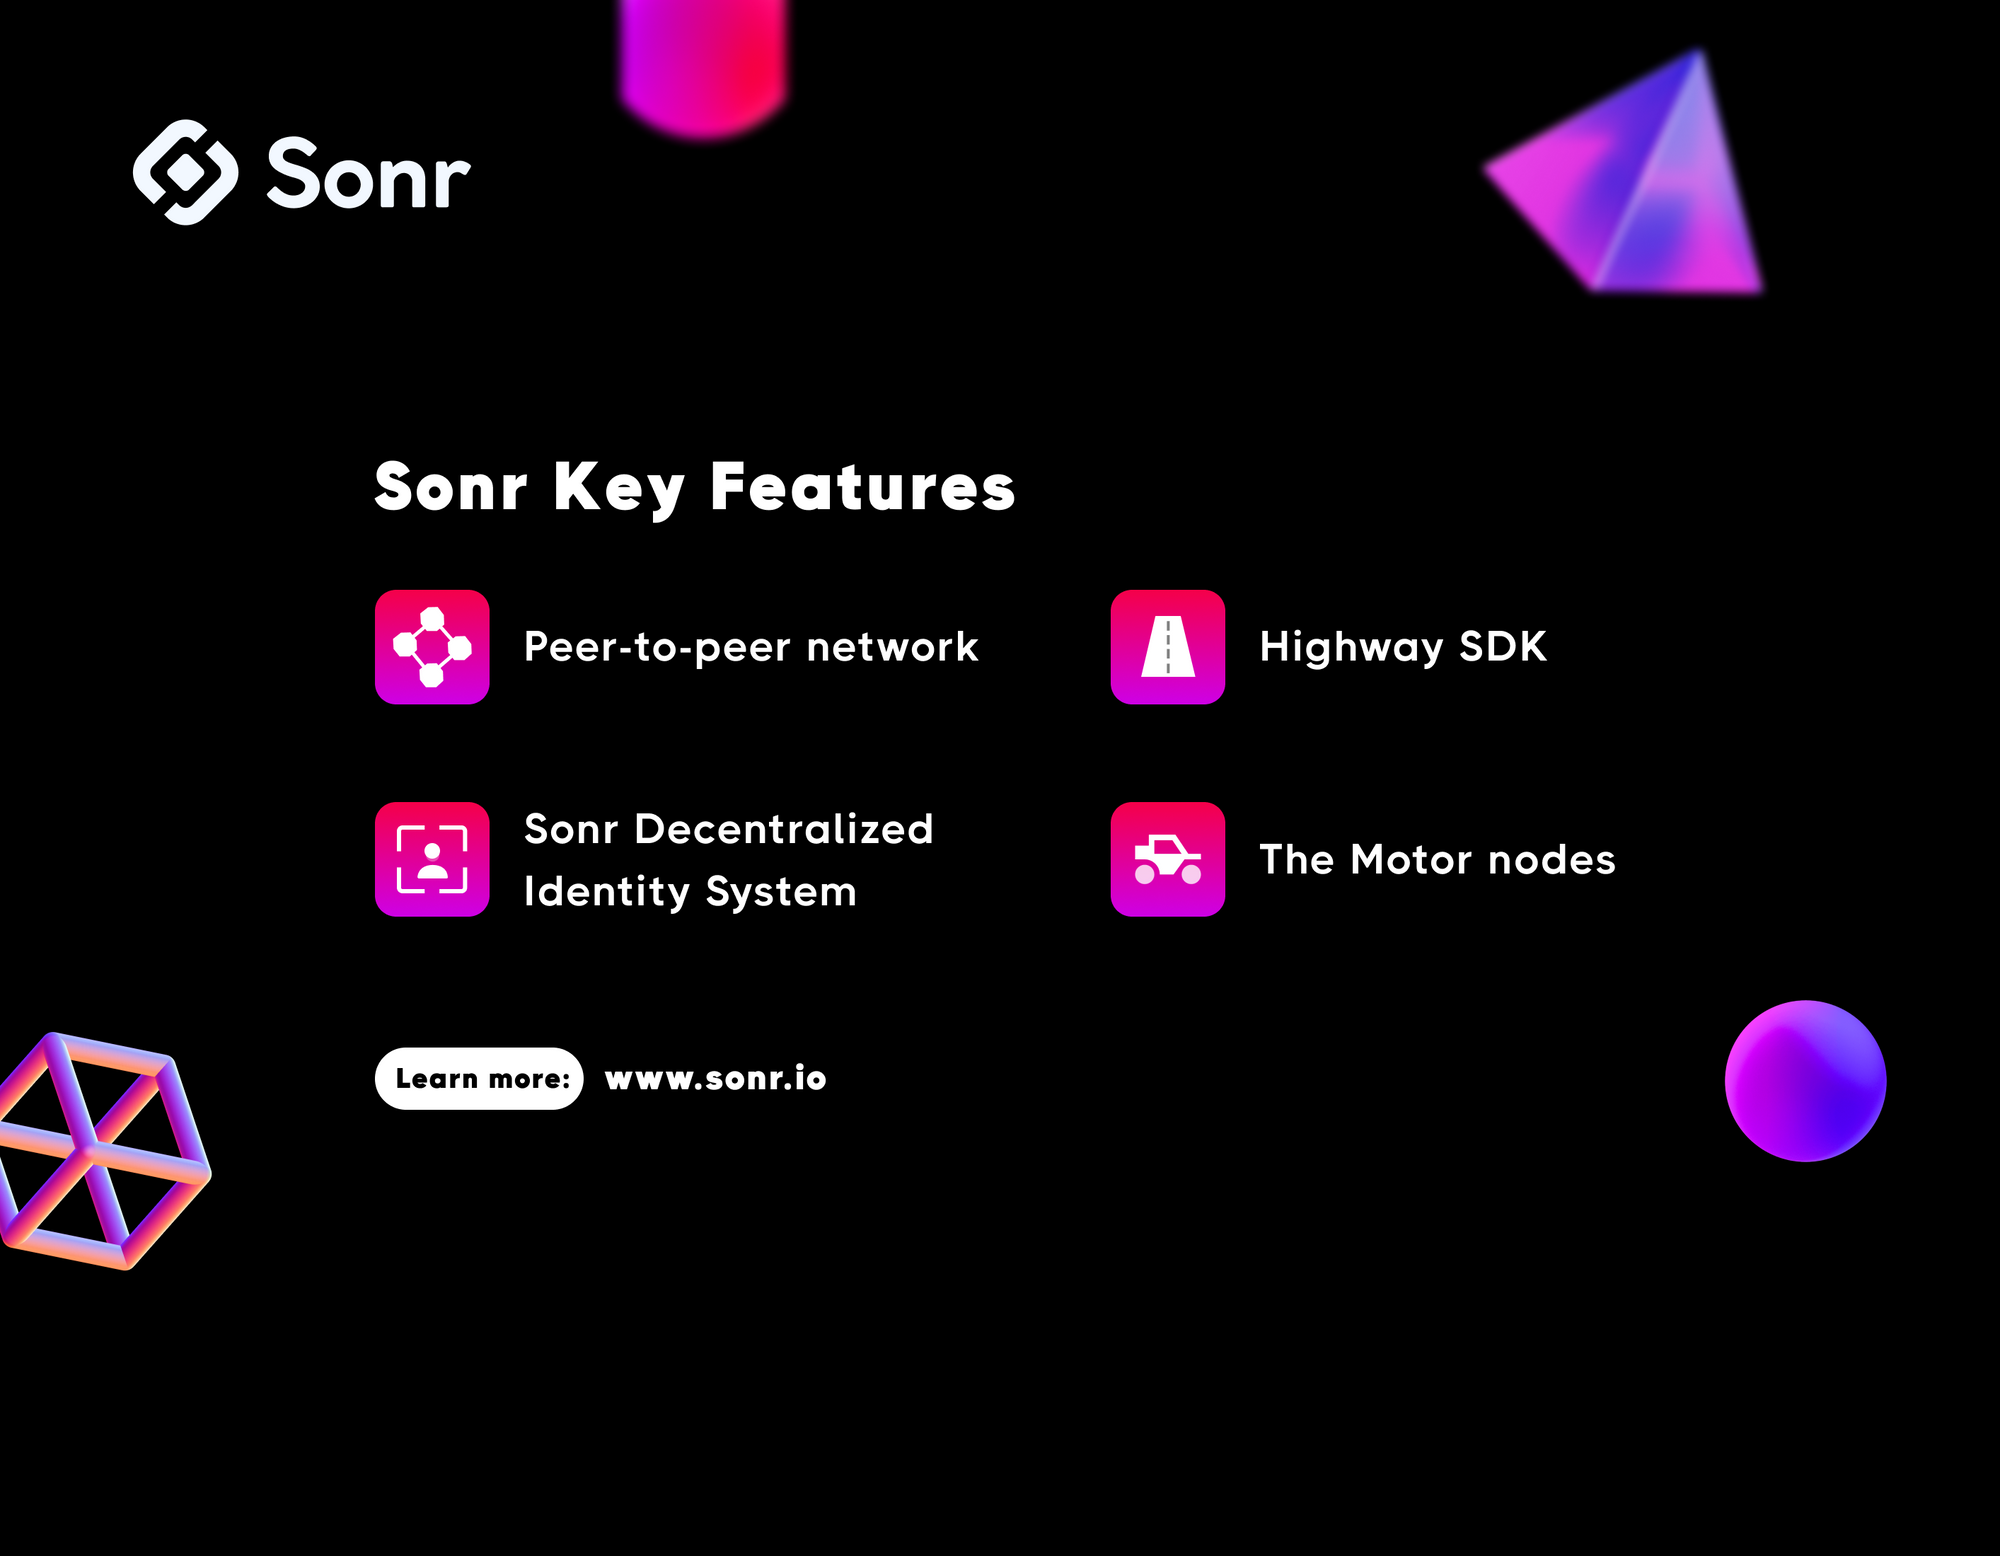 Sonr
Sonr Key Features
Peer-to-peer network
Highway SDK
Sonr Decentralized
Identity System
The Motor nodes
Learn more: www.sonr.io